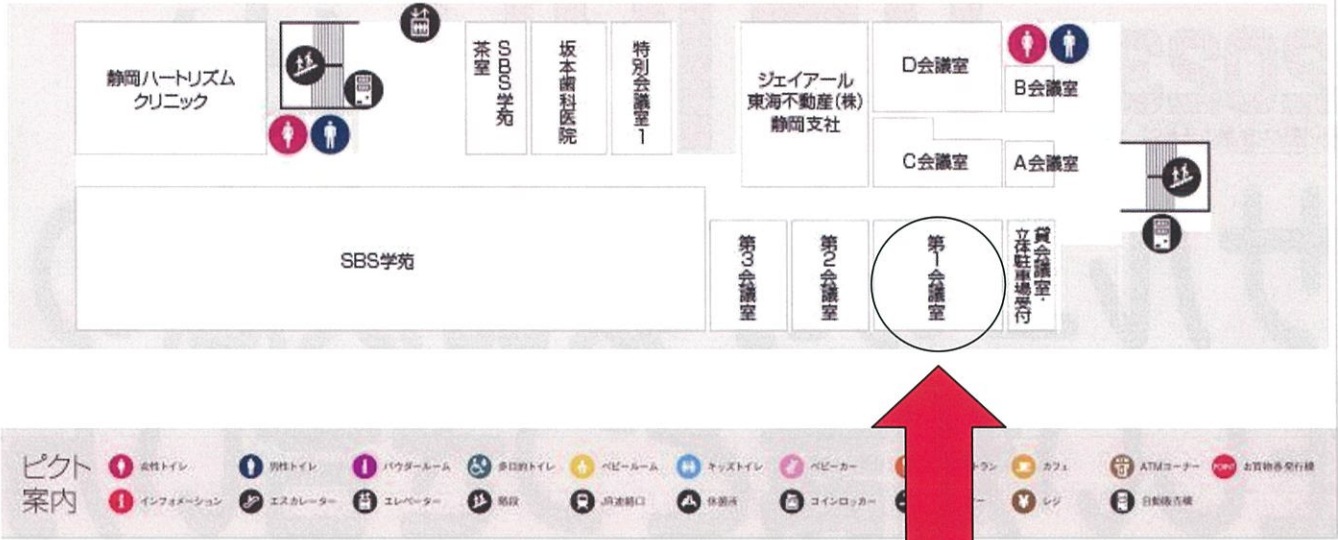 静岡ハートリズム
クリニック
SBS学苑
茶室
坂本歯科医院
特別会議室1
ジェイアール
東海不動産(株)
静岡支社
D会議室
B会議室
C会議室
A会議室
SBS学苑
第3会議室
第2会議室
第1会議室
貸会議室・
立体駐車場受付
ピクト
案内
女性トイレ
男性トイレ
パウダールーム
多目的トイレ
ベビールーム
キッズトイレ
ベビーカー
トラン
カフェ
ATMコーナー
POINT
お買物券発行機
インフォメーション
エスカレーター
エレベーター
階段
JR連絡口
休憩所
コインロッカー
ー
レジ
自動販売機